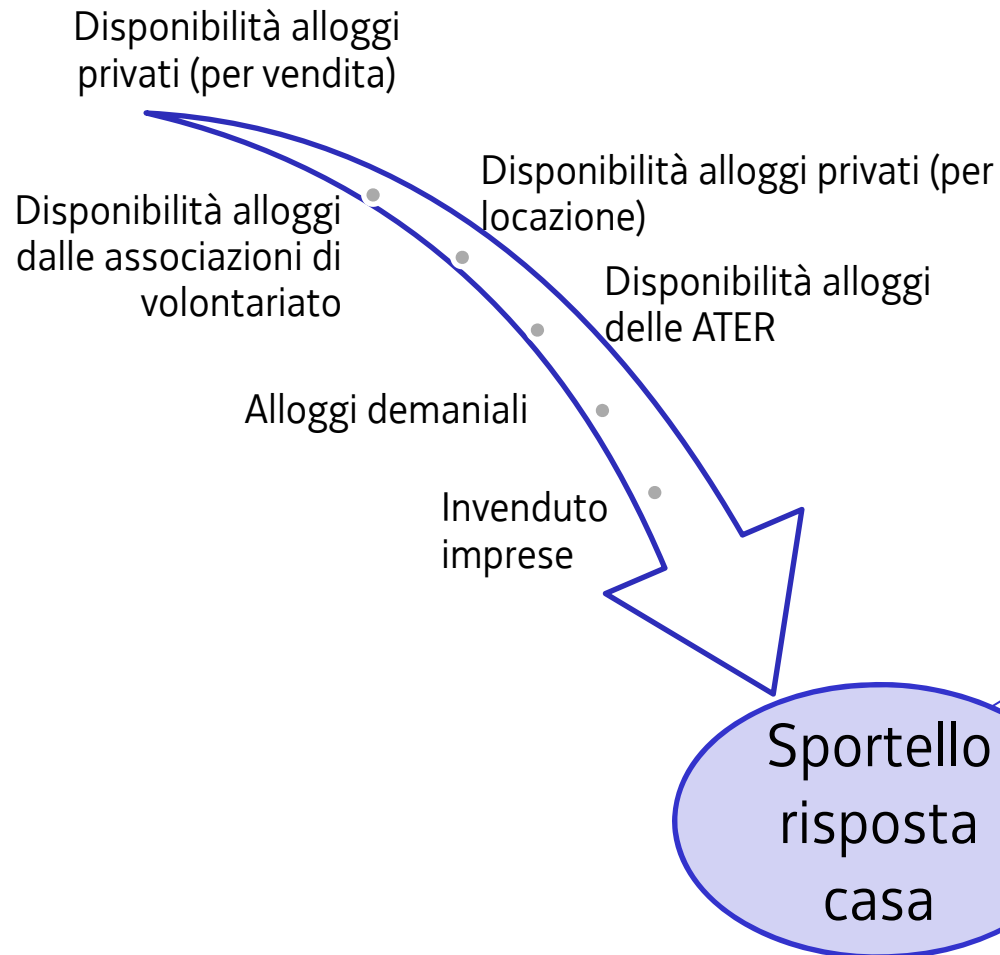 Disponibilità alloggi
privati (per vendita)
Disponibilità alloggi privati (per
locazione)
Disponibilità alloggi
dalle associazioni di
volontariato
Disponibilità alloggi
delle ATER
Alloggi demaniali
Invenduto
imprese
Sportello
risposta
casa